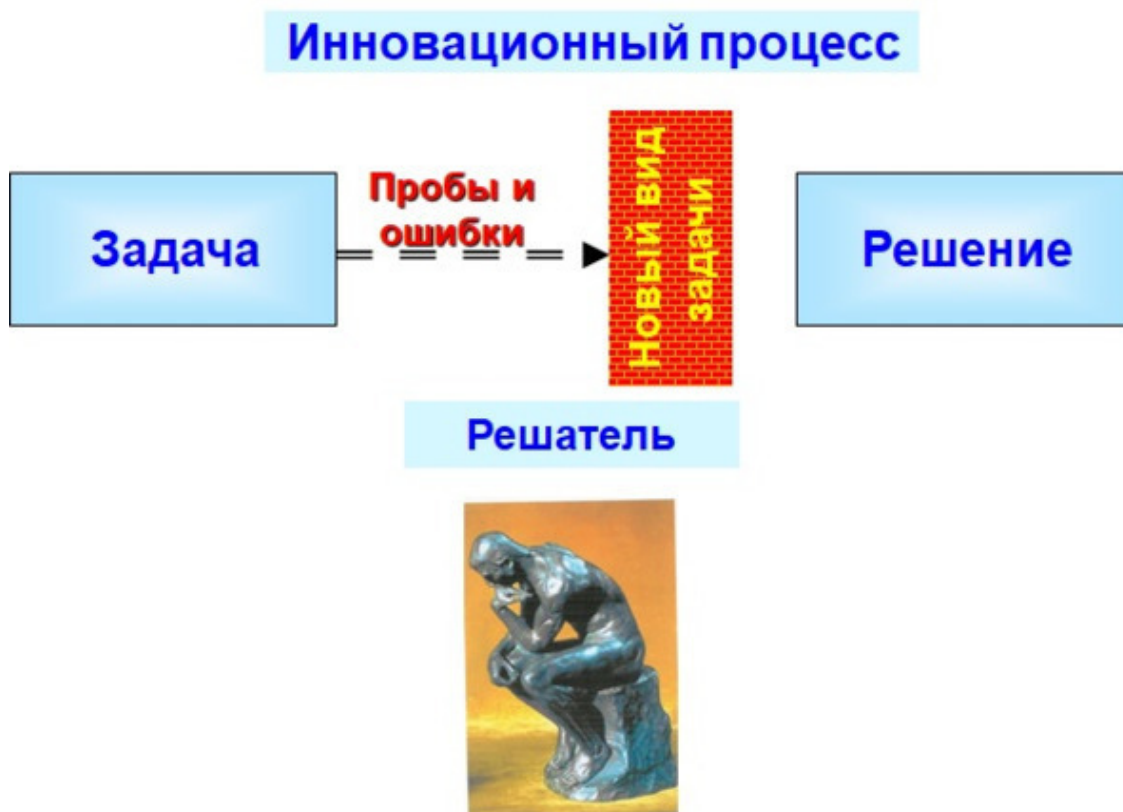 Инновационный процесс
Задача
Пробы и
ошибки
Новый вид
задачи
Решение
Решатель